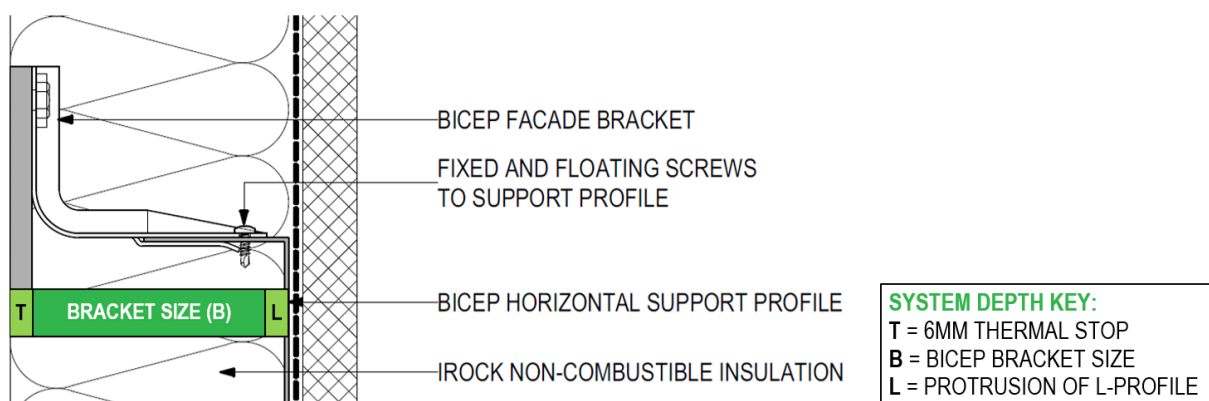 BICEP FACADE BRACKET
FIXED AND FLOATING SCREWS
TO SUPPORT PROFILE
T
BRACKET SIZE (B)
L
BICEP HORIZONTAL SUPPORT PROFILE
IROCK NON-COMBUSTIBLE INSULATION
SYSTEM DEPTH KEY:
T = 6MM THERMAL STOP
B = BICEP BRACKET SIZE
L = PROTRUSION OF L-PROFILE